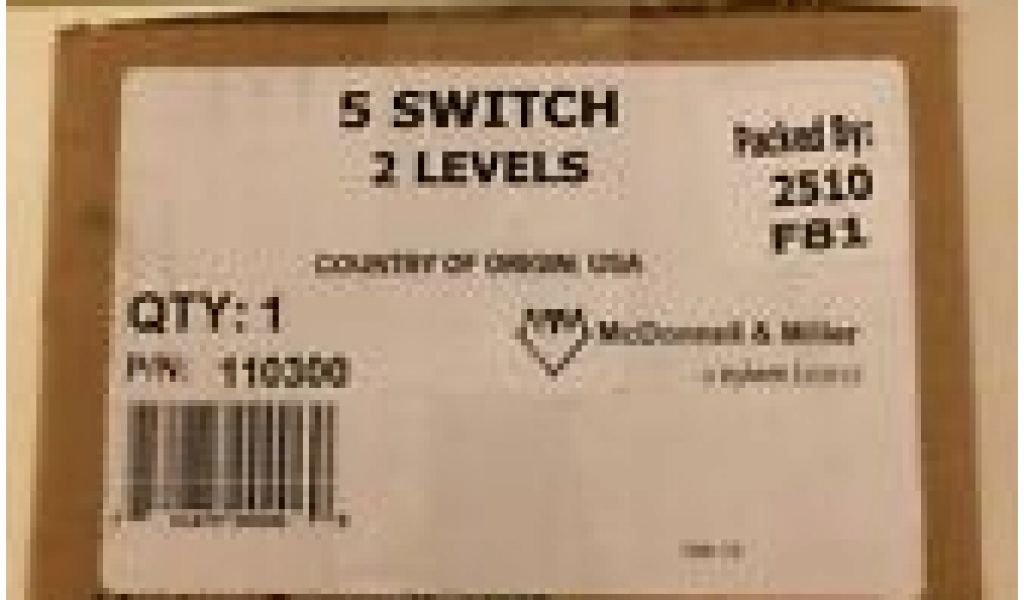 5 SWITCH
2 LEVELS
Packed By:
2510
FB1
COUNTRY OF ORIGIN: USA
QTY: 1
P/N: 110300
McDonnell & Miller